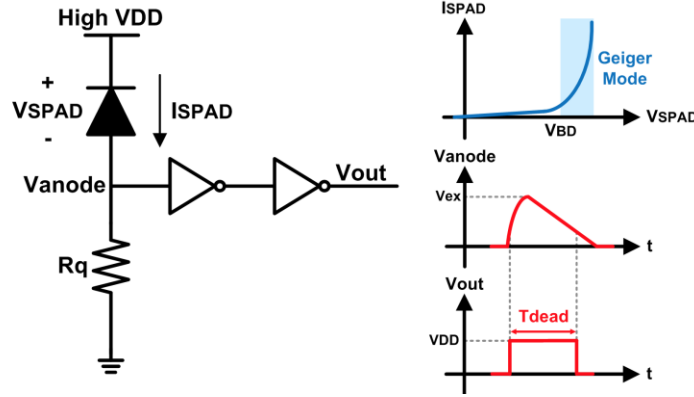 High VDD
+
VSPAD
-
ISPAD
Vanode
Vout
Rq
ISPAD
Geiger
Mode
VBD
VSPAD
Vanode
Vex
t
Vout
Tdead
VDD
t